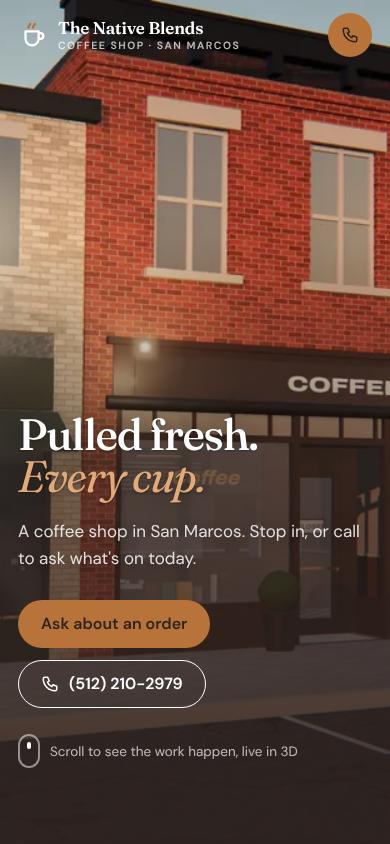 The Native Blends
COFFEE SHOP · SAN MARCOS
COFFEE
Pulled fresh.
Every cup.
coffee
A coffee shop in San Marcos. Stop in, or call
to ask what's on today.
Ask about an order
(512) 210-2979
Scroll to see the work happen, live in 3D